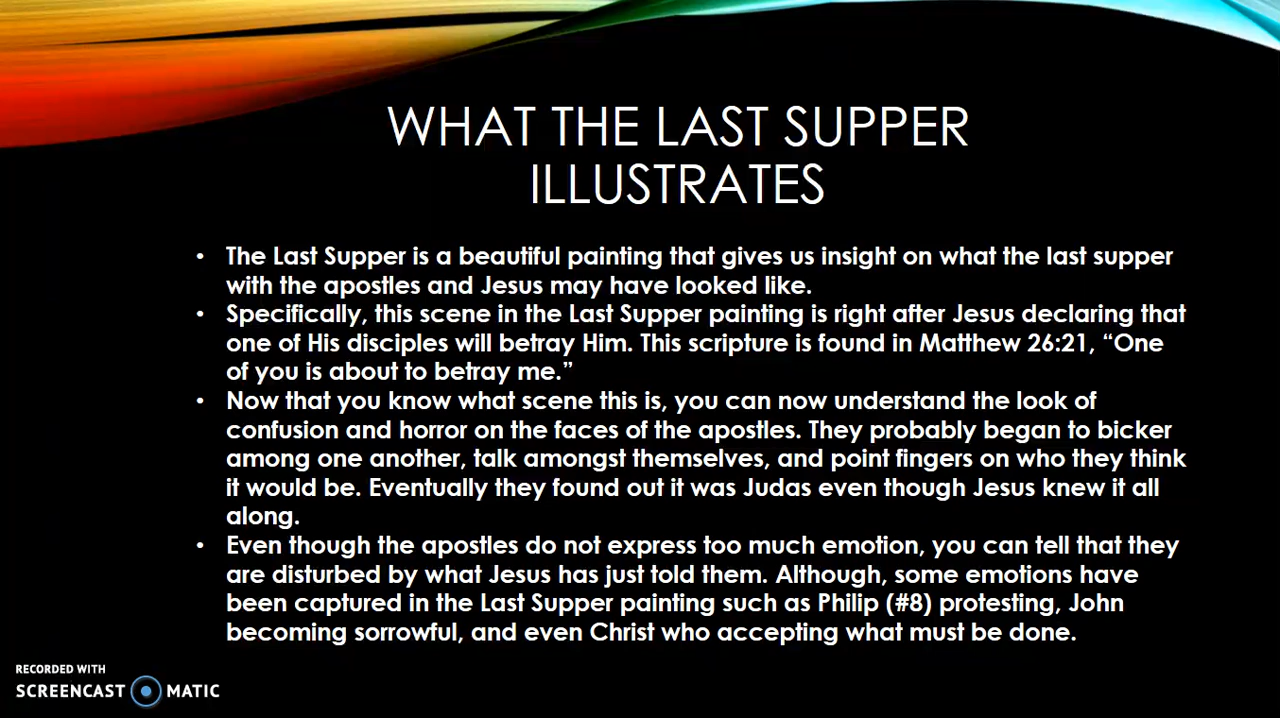 WHAT THE LAST SUPPER
ILLUSTRATES
• The Last Supper is a beautiful painting that gives us insight on what the last supper
with the apostles and Jesus may have looked like.
• Specifically, this scene in the Last Supper painting is right after Jesus declaring that
one of His disciples will betray Him. This scripture is found in Matthew 26:21, “One
of you is about to betray me.”
• Now that you know what scene this is, you can now understand the look of
confusion and horror on the faces of the apostles. They probably began to bicker
among one another, talk amongst themselves, and point fingers on who they think
it would be. Eventually they found out it was Judas even though Jesus knew it all
along.
• Even though the apostles do not express too much emotion, you can tell that they
are disturbed by what Jesus has just told them. Although, some emotions have
been captured in the Last Supper painting such as Philip (#8) protesting, John
becoming sorrowful, and even Christ who accepting what must be done.
RECORDED WITH
SCREENCAST MATIC